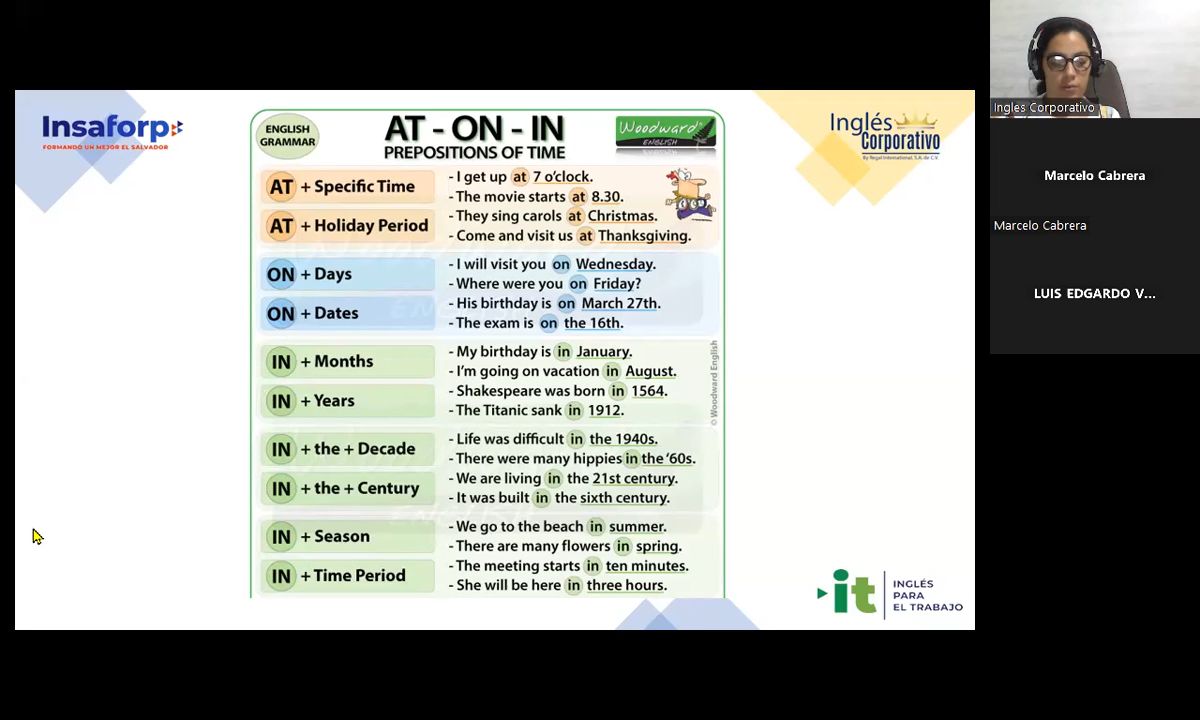 Insaforp
FORMANDO UN MEJOR EL SALVADOR
ENGLISH
GRAMMAR
AT - ON - IN
PREPOSITIONS OF TIME
Woodward
ENGLISH
Inglés
Corporativo
By Regal International, S.A. de C.V.
AT + Specific Time
- I get up at 7 o'clock.
- The movie starts at 8.30.
AT + Holiday Period
- They sing carols at Christmas.
- Come and visit us at Thanksgiving.
ON + Days
- I will visit you on Wednesday.
- Where were you on Friday?
ON + Dates
- His birthday is on March 27th.
- The exam is on the 16th.
IN + Months
- My birthday is in January.
- I'm going on vacation in August.
IN + Years
- Shakespeare was born in 1564.
- The Titanic sank in 1912.
© Woodward English
IN + the + Decade
- Life was difficult in the 1940s.
- There were many hippies in the '60s.
IN + the + Century
- We are living in the 21st century.
- It was built in the sixth century.
IN + Season
- We go to the beach in summer.
- There are many flowers in spring.
IN + Time Period
- The meeting starts in ten minutes.
- She will be here in three hours.
it
INGLÉS
PARA
EL TRABAJO
Ingles Corporativo
Marcelo Cabrera
Marcelo Cabrera
LUIS EDGARDO V...